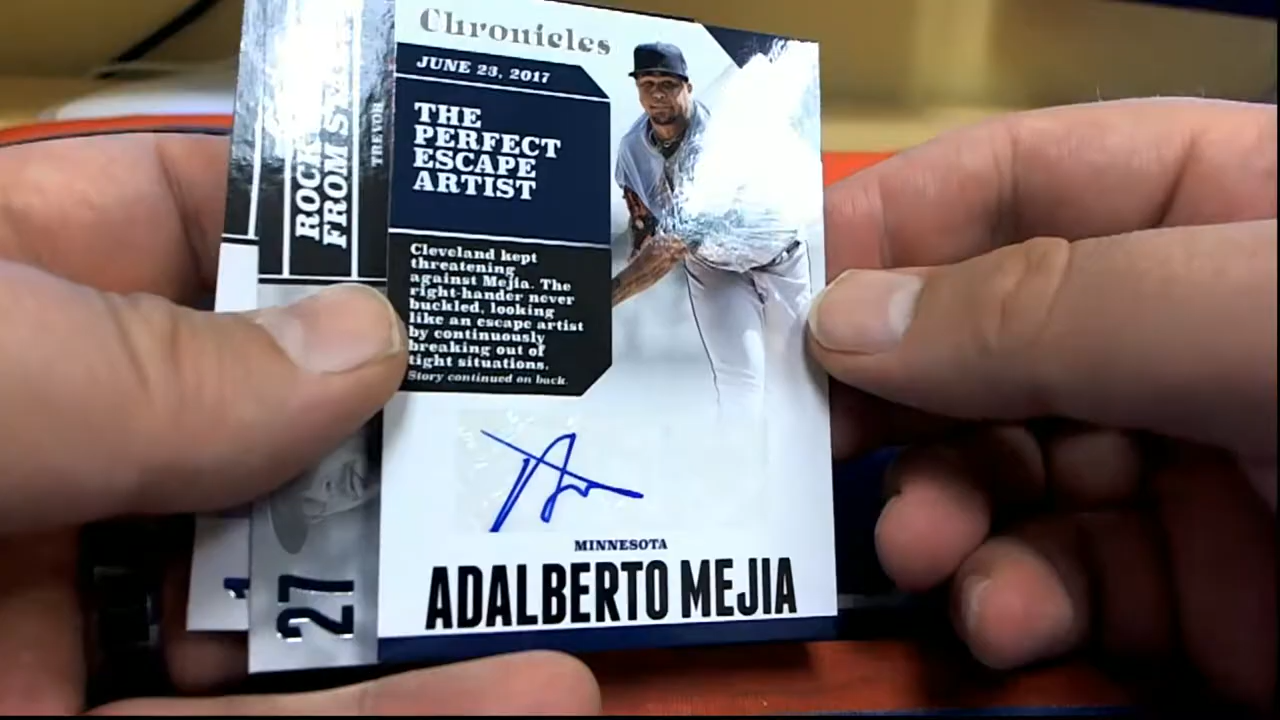 Chronicles
JUNE 23, 2017
THE
PERFECT
ESCAPE
ARTIST
Cleveland kept
threatening
against Mejia. The
right-hander never
buckled, looking
like an escape artist
by continuously
breaking out of
tight situations.
Story continued on back.
MINNESOTA
ADALBERTO MEJIA
FROM
TREVOR
27